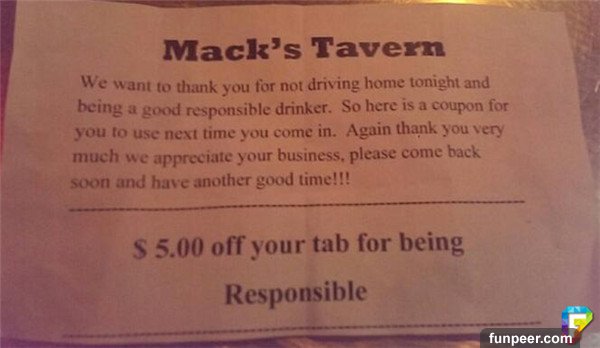 Mack's Tavern
We want to thank you for not driving home tonight and
being a good responsible drinker. So here is a coupon for
you to use next time you come in. Again thank you very
much we appreciate your business, please come back
soon and have another good time!!!
$ 5.00 off your tab for being
Responsible
funpeer.com